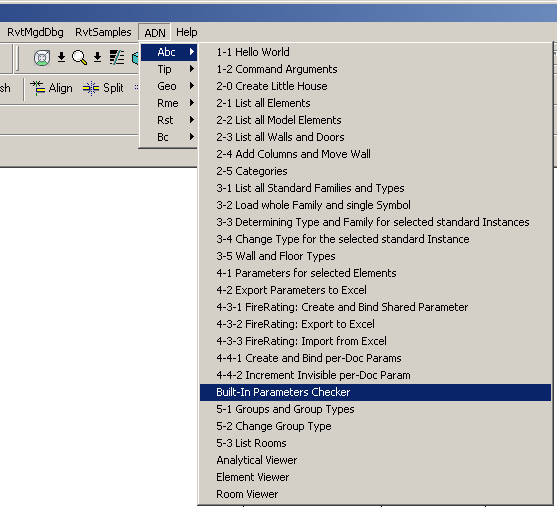 RvtMgdDbg RvtSamples ADN Help
sh Align Split
Abc
Tip
Geo
Rme
Rst
Bc
1-1 Hello World
1-2 Command Arguments
2-0 Create Little House
2-1 List all Elements
2-2 List all Model Elements
2-3 List all Walls and Doors
2-4 Add Columns and Move Wall
2-5 Categories
3-1 List all Standard Families and Types
3-2 Load whole Family and single Symbol
3-3 Determining Type and Family for selected standard Instances
3-4 Change Type for the selected standard Instance
3-5 Wall and Floor Types
4-1 Parameters for selected Elements
4-2 Export Parameters to Excel
4-3-1 FireRating: Create and Bind Shared Parameter
4-3-2 FireRating: Export to Excel
4-3-3 FireRating: Import from Excel
4-4-1 Create and Bind per-Doc Params
4-4-2 Increment Invisible per-Doc Param
Built-In Parameters Checker
5-1 Groups and Group Types
5-2 Change Group Type
5-3 List Rooms
Analytical Viewer
Element Viewer
Room Viewer